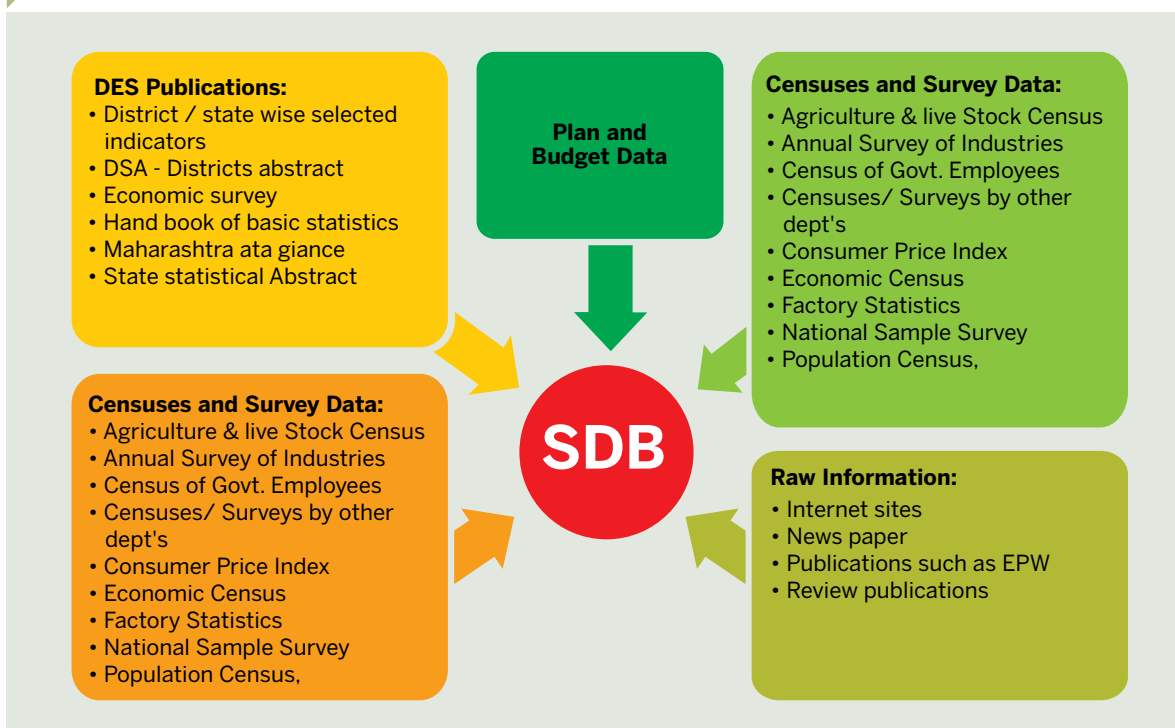 DES Publications:
• District / state wise selected
indicators
• DSA - Districts abstract
• Economic survey
• Hand book of basic statistics
• Maharashtra ata giance
• State statistical Abstract
Plan and
Budget Data
Censuses and Survey Data:
• Agriculture & live Stock Census
• Annual Survey of Industries
• Census of Govt. Employees
• Censuses/ Surveys by other
dept's
• Consumer Price Index
• Economic Census
• Factory Statistics
• National Sample Survey
• Population Census,
Censuses and Survey Data:
• Agriculture & live Stock Census
• Annual Survey of Industries
• Census of Govt. Employees
• Censuses/ Surveys by other
dept's
• Consumer Price Index
• Economic Census
• Factory Statistics
• National Sample Survey
• Population Census,
SDB
Raw Information:
• Internet sites
• News paper
• Publications such as EPW
• Review publications